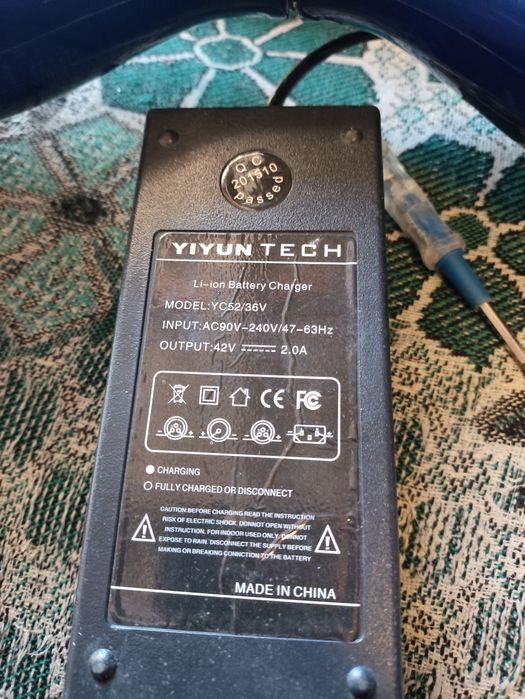 QC
201510
passed
YIYUN TECH
Li-ion Battery Charger
MODEL:YC52/36V
INPUT:AC90V-240V/47-63Hz
OUTPUT:42V 2.0A
CE FC
CHARGING
FULLY CHARGED OR DISCONNECT
CAUTION:BEFORE CHARGING READ THE INSTRUCTION
RISK OF ELECTRIC SHOCK. DONNOT OPEN WITHOUT
INSTRUCTION. FOR INDOOR USED ONLY. DONNOT
EXPOSE TO RAIN. DISCONNECT THE SUPPLY BEFORE
MAKING OR BREAKING CONNECTION TO THE BATTERY
MADE IN CHINA